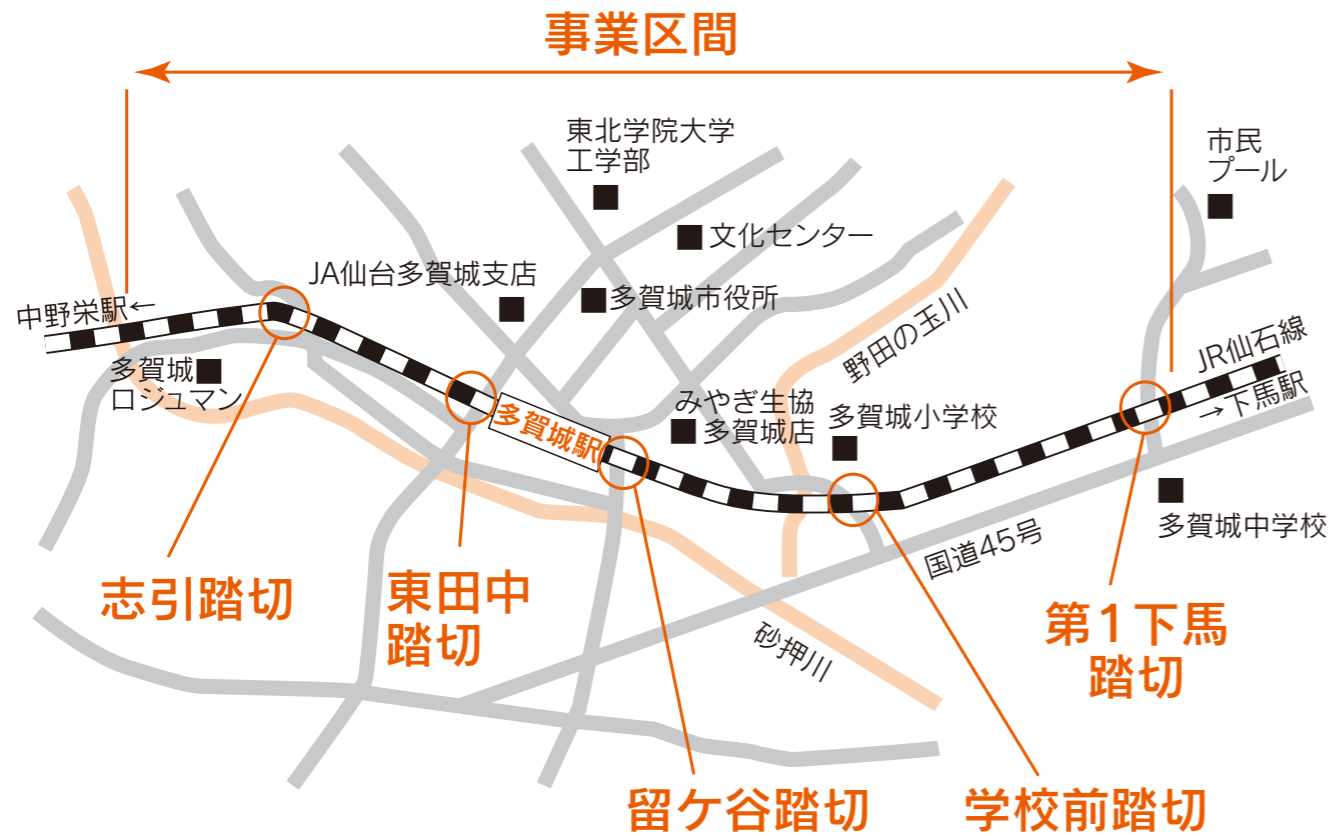 事業区間
東北学院大学
工学部
市民
プール
文化センター
JA仙台多賀城支店
多賀城市役所
中野栄駅←
野田の玉川
JR仙石線
→下馬駅
多賀城
ロジュマン
多賀城駅
みやぎ生協
多賀城店
多賀城小学校
国道45号
多賀城中学校
志引踏切
東田中
踏切
砂押川
第1下馬
踏切
留ケ谷踏切
学校前踏切